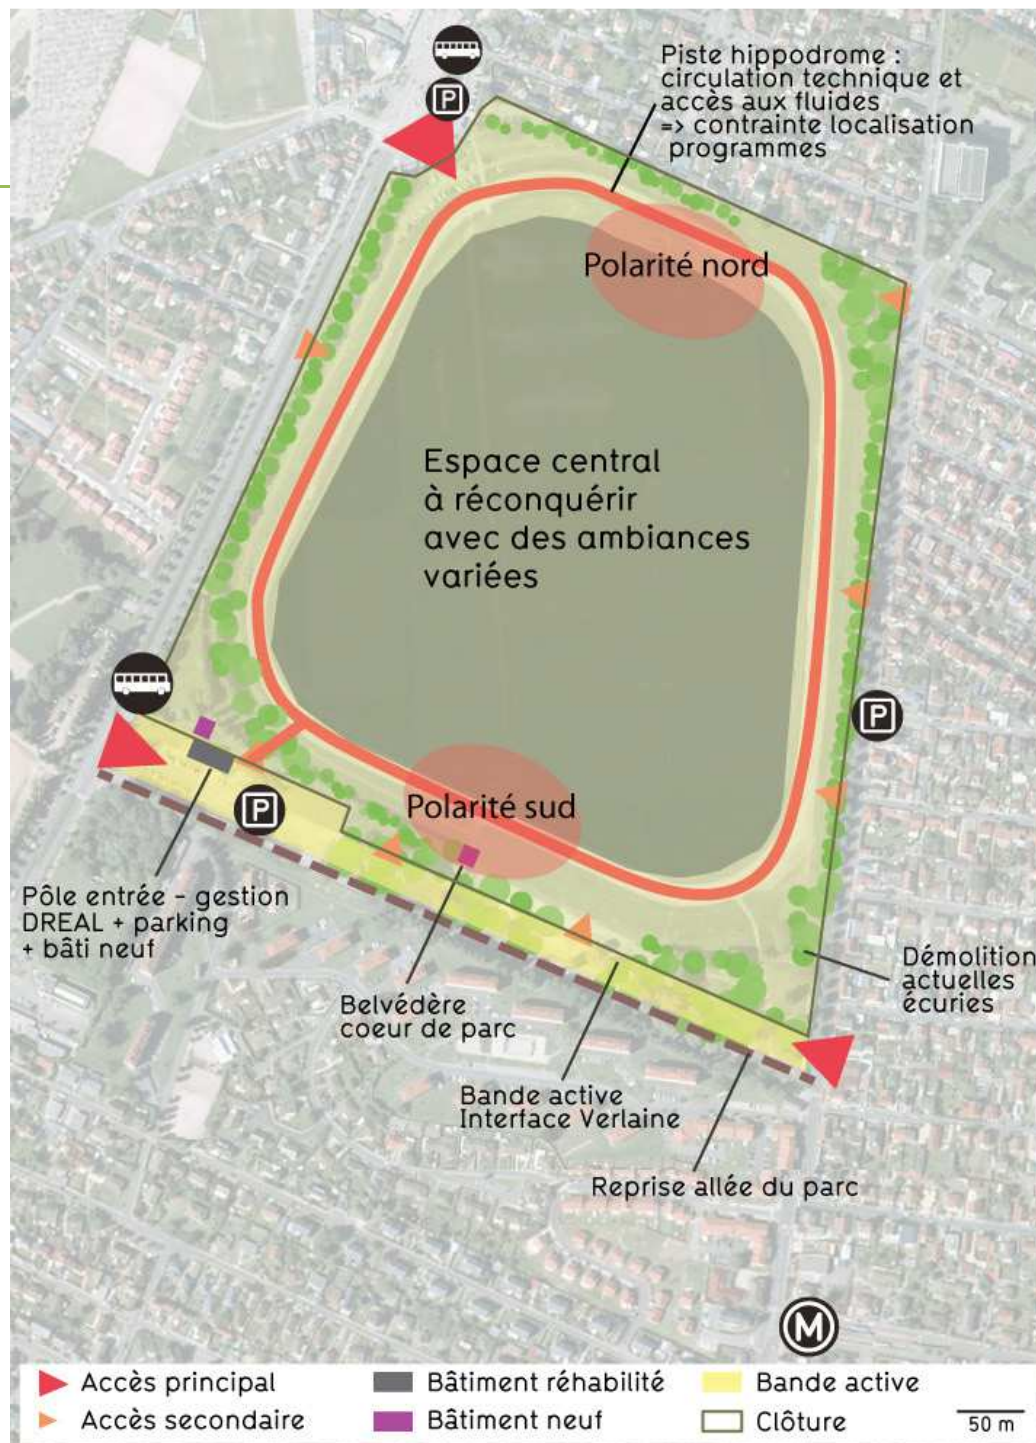 Piste hippodrome :
circulation technique et
accès aux fluides
=> contrainte localisation
programmes
P
Polarité nord
Espace central
à réconquérir
avec des ambiances
variées
P
Polarité sud
P
Pôle entrée - gestion
DREAL + parking
+ bâti neuf
Démolition
actuelles
écuries
Belvédère
coeur de parc
Bande active
Interface Verlaine
Reprise allée du parc
M
Accès principal
Bâtiment réhabilité
Bande active
Accès secondaire
Bâtiment neuf
Clôture
50 m